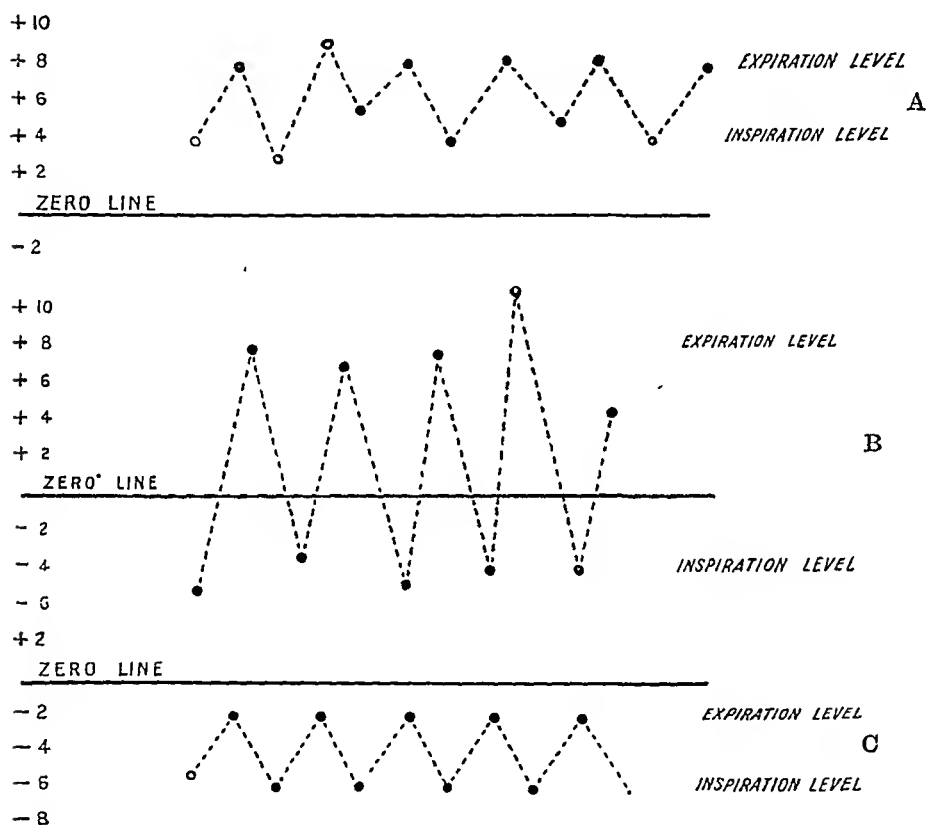 + 10
+ 8 EXPIRATION LEVEL
+ 6 A
+ 4 INSPIRATION LEVEL
+ 2
ZERO LINE
- 2
+ 10
+ 8 EXPIRATION LEVEL
+ 6
+ 4
+ 2 B
ZERO LINE
- 2
- 4 INSPIRATION LEVEL
- 6
+ 2
ZERO LINE
- 2 EXPIRATION LEVEL
- 4 C
- 6 INSPIRATION LEVEL
- 8